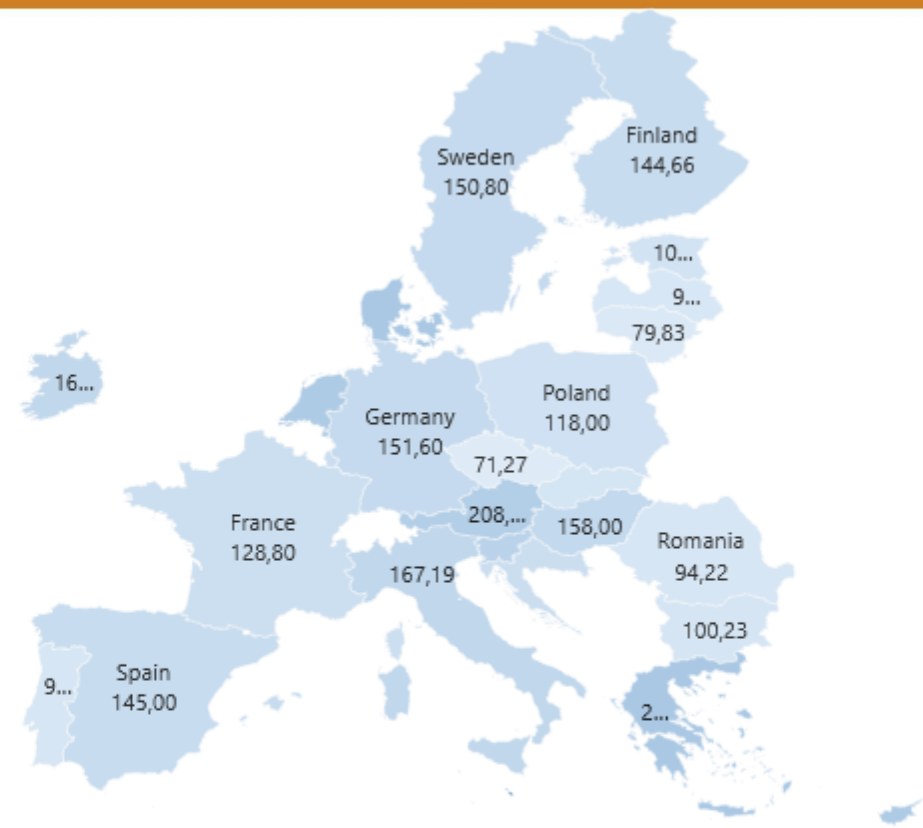 Finland
144,66
Sweden
150,80
10...
9...
79,83
16...
Poland
118,00
Germany
151,60
71,27
208,...
158,00
France
128,80
Romania
94,22
167,19
100,23
Spain
145,00
9...
2...